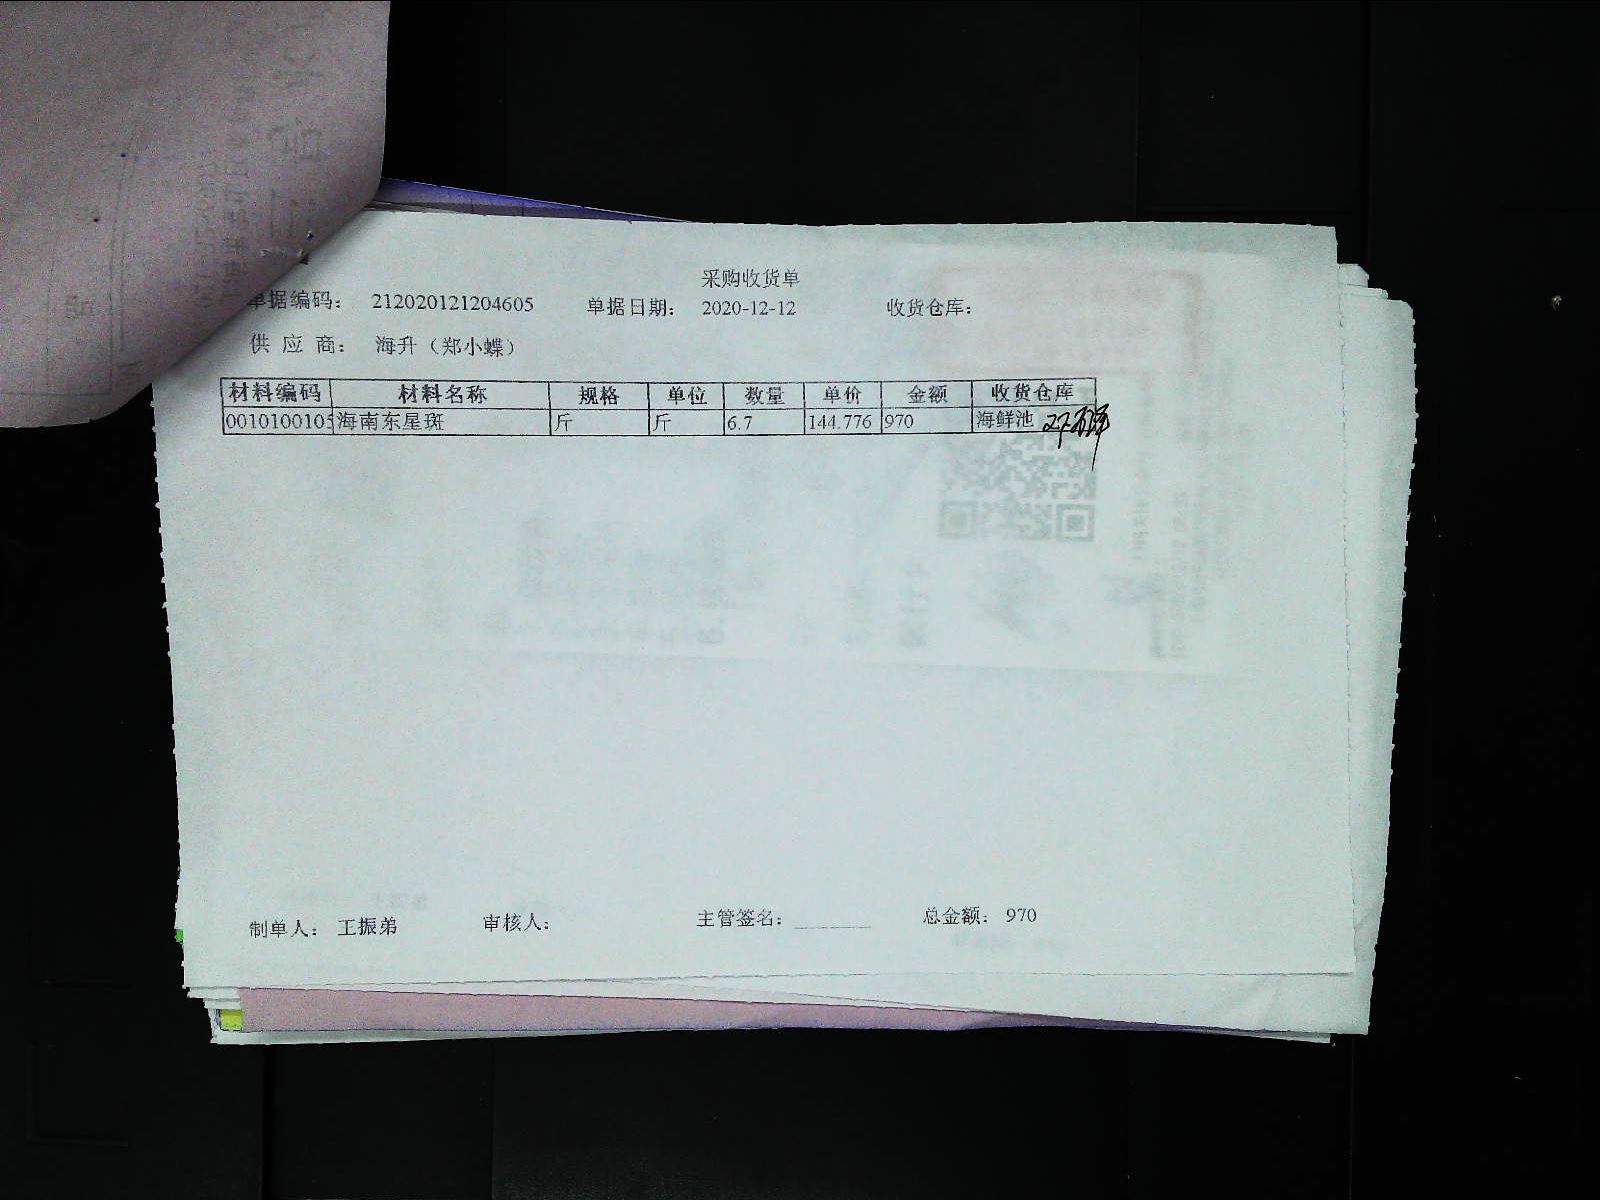 采购收货单
单据编码： 212020121204605 单据日期： 2020-12-12 收货仓库：
供 应 商： 海升（郑小蝶）
材料编码 材料名称 规格 单位 数量 单价 金额 收货仓库
0010100105 海南东星斑 斤 斤 6.7 144.776 970 海鲜池
制单人： 王振弟 审核人： 主管签名：________ 总金额： 970